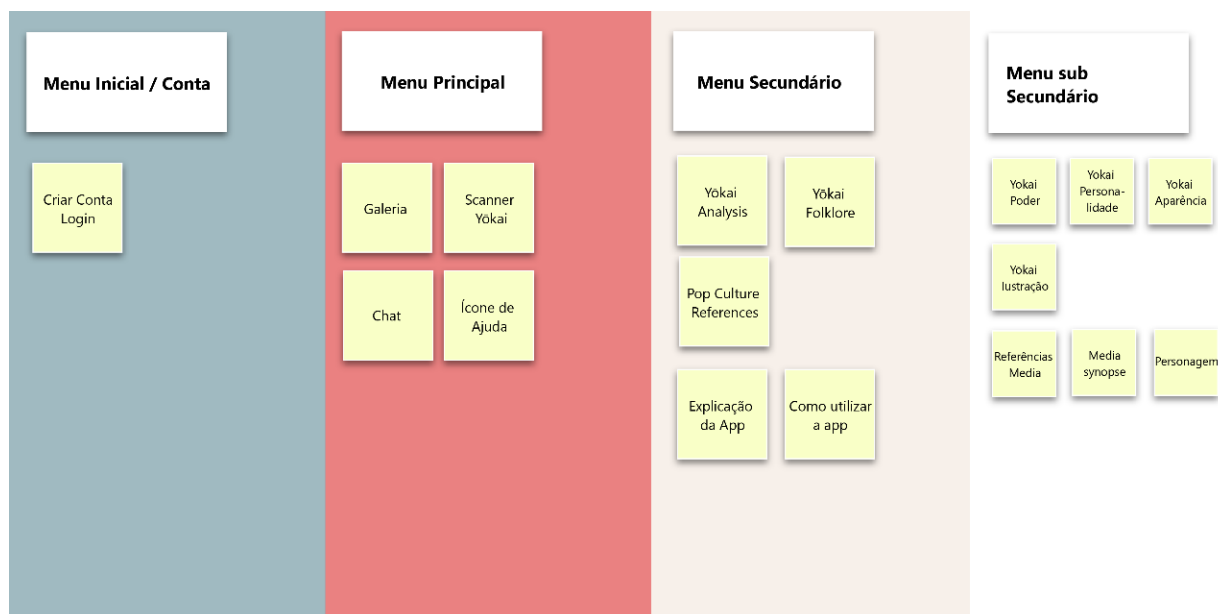 Menu Inicial / Conta
Criar Conta
Login
Menu Principal
Galeria
Scanner
Yōkai
Chat
Ícone de
Ajuda
Menu Secundário
Yōkai
Analysis
Yōkai
Folklore
Pop Culture
References
Explicação
da App
Como utilizar
a app
Menu sub
Secundário
Yokai
Poder
Yokai
Persona-
lidade
Yokai
Aparência
Yokai
lustração
Referências
Media
Media
synopse
Personagem